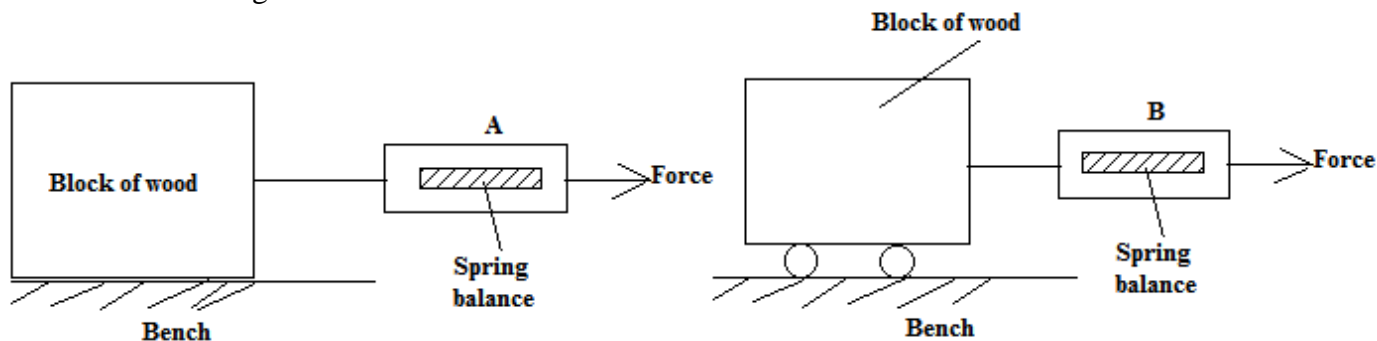 Block of wood
A
Force
Spring
balance
Bench
Block of wood
B
Force
Spring
balance
Bench